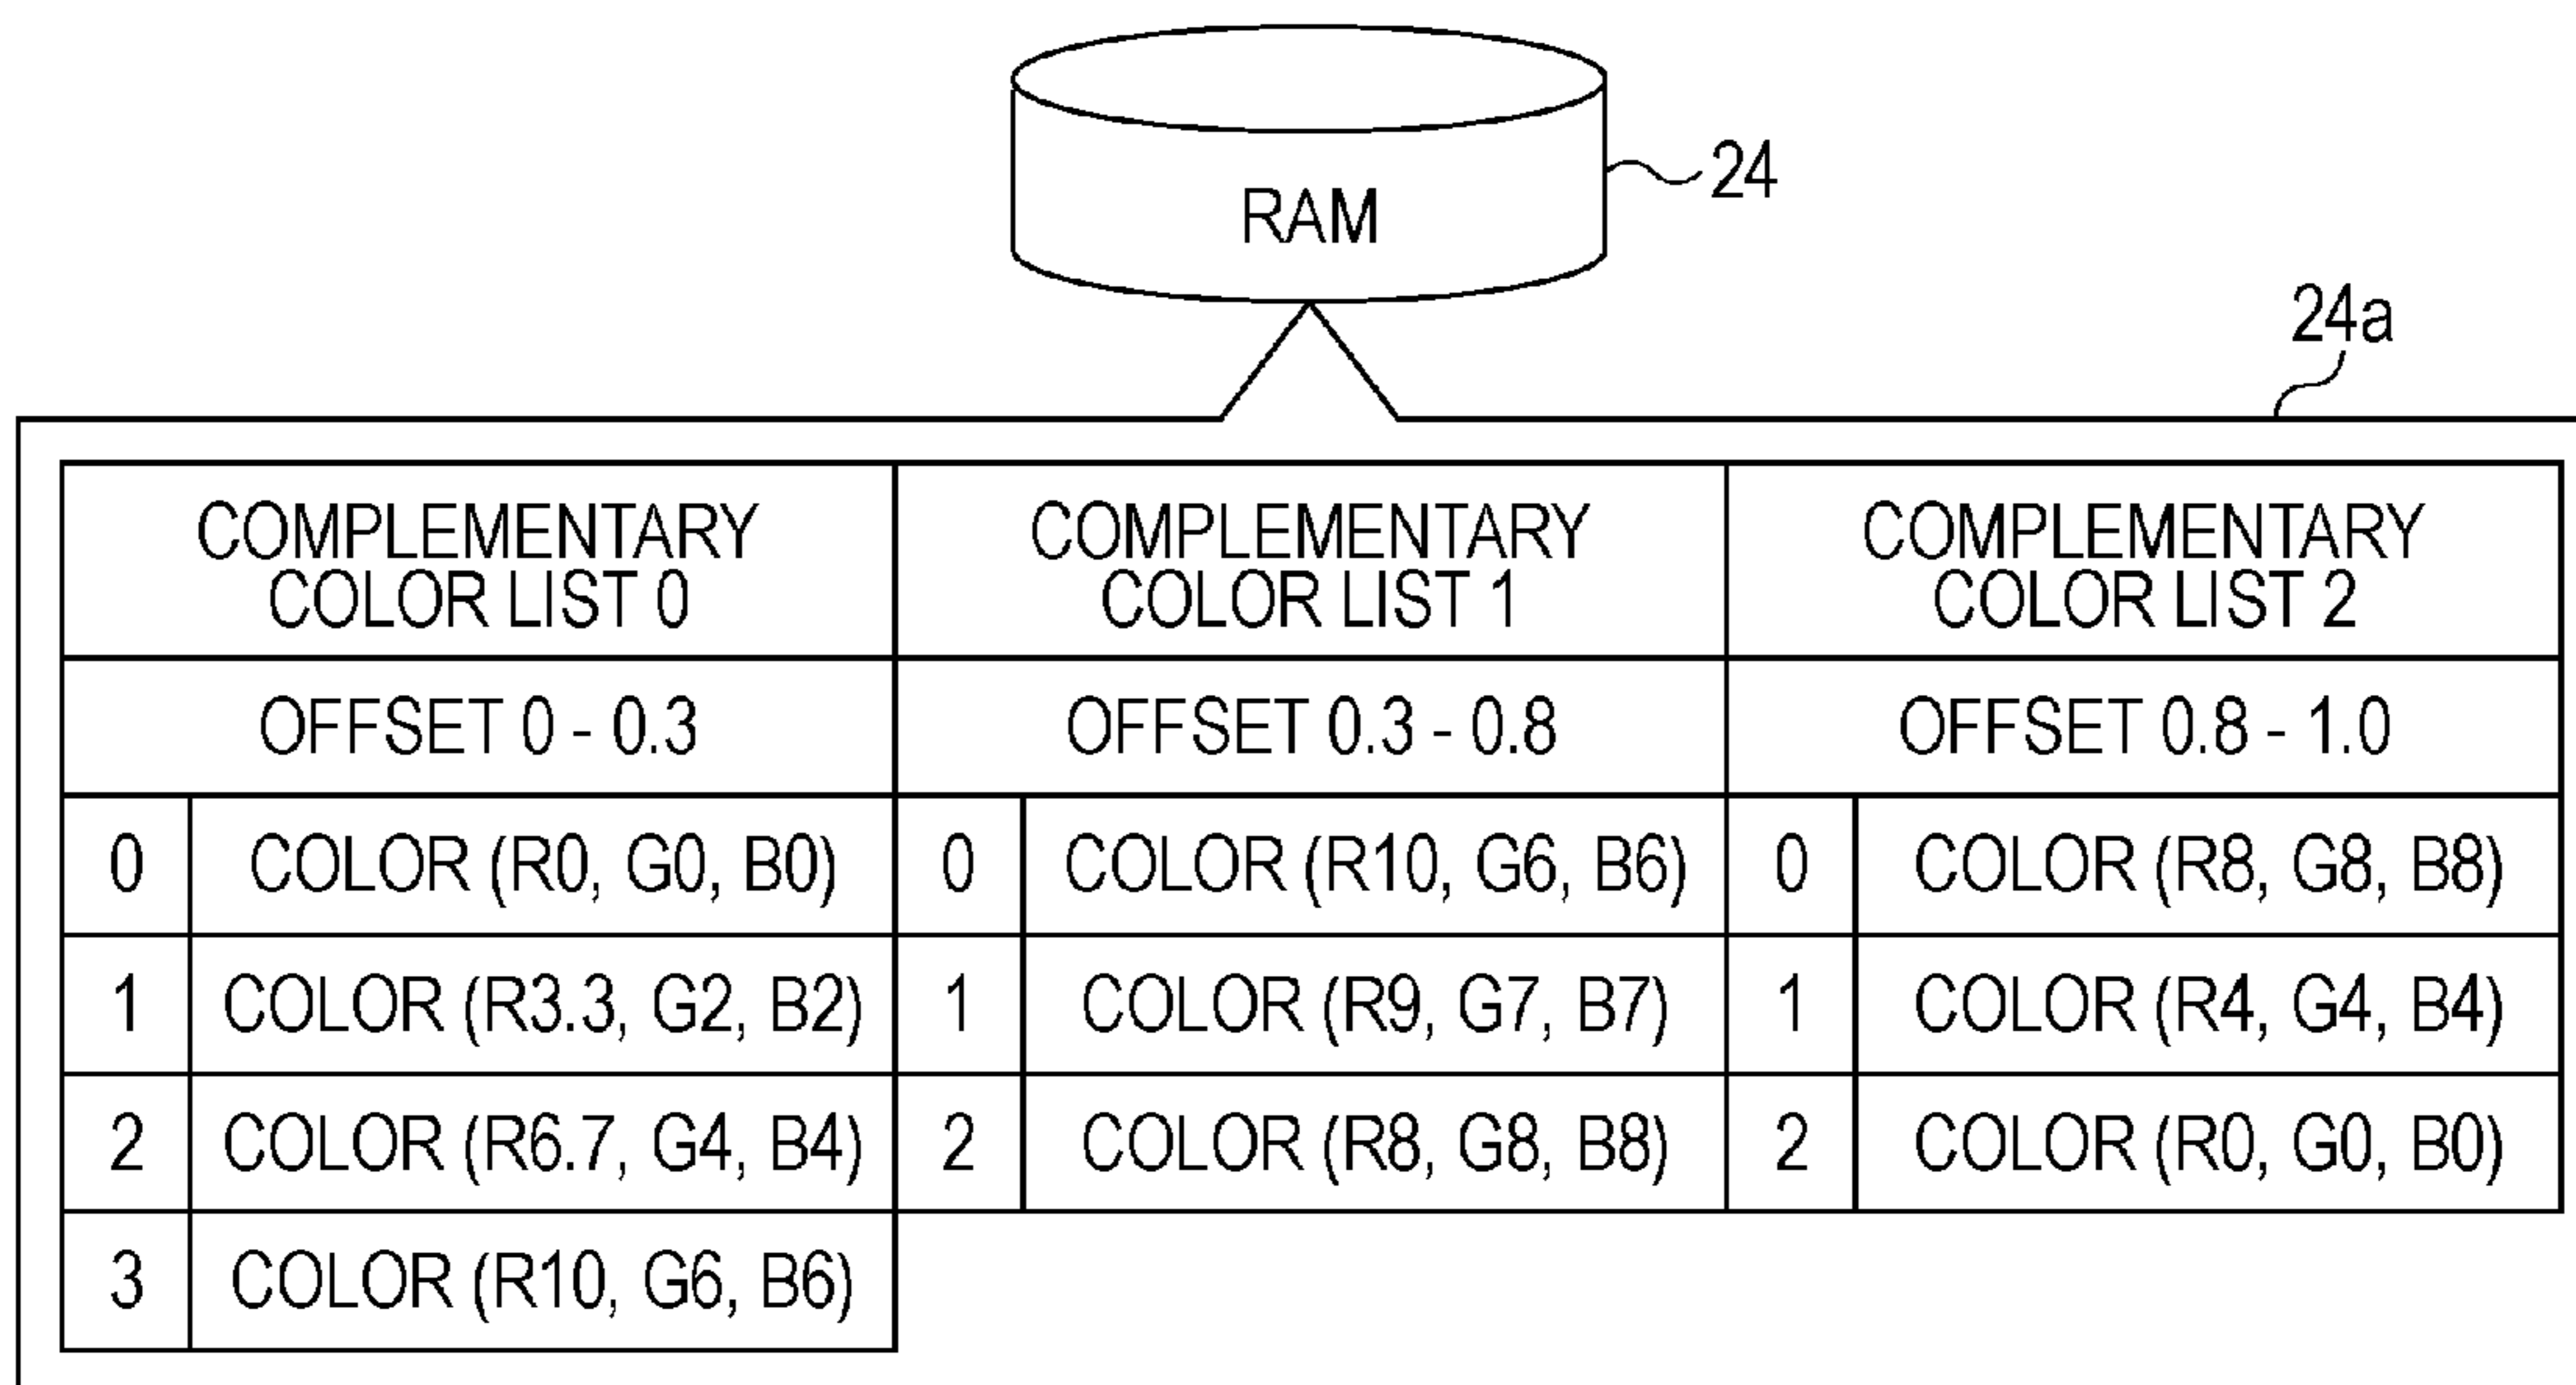 RAM
24
24a
COMPLEMENTARY
COLOR LIST 0
COMPLEMENTARY
COLOR LIST 1
COMPLEMENTARY
COLOR LIST 2
OFFSET 0 - 0.3
OFFSET 0.3 - 0.8
OFFSET 0.8 - 1.0
0 COLOR (R0, G0, B0) 0 COLOR (R10, G6, B6) 0 COLOR (R8, G8, B8)
1 COLOR (R3.3, G2, B2) 1 COLOR (R9, G7, B7) 1 COLOR (R4, G4, B4)
2 COLOR (R6.7, G4, B4) 2 COLOR (R8, G8, B8) 2 COLOR (R0, G0, B0)
3 COLOR (R10, G6, B6)